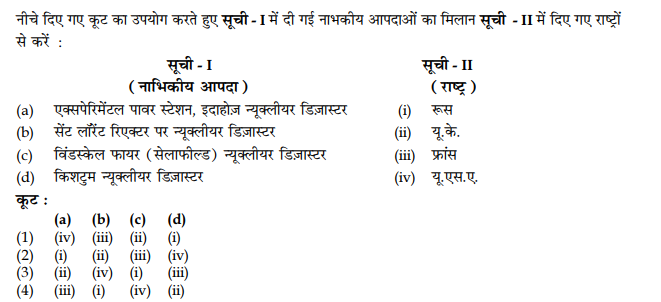 नीचे दिए गए कूट का उपयोग करते हुए सूची - I में दी गई नाभकीय आपदाओं का मिलान सूची - II में दिए गए राष्ट्रों
से करें :
सूची - I सूची - II
( नाभिकीय आपदा ) ( राष्ट्र )
(a) एक्सपेरिमेंटल पावर स्टेशन, इदाहोज़ न्यूक्लीयर डिज़ास्टर (i) रूस
(b) सेंट लॉरेंट रिएक्टर पर न्यूक्लीयर डिज़ास्टर (ii) यू.के.
(c) विंडस्केल फायर ( सेलाफील्ड ) न्यूक्लीयर डिज़ास्टर (iii) फ्रांस
(d) किशटुम न्यूक्लीयर डिज़ास्टर (iv) यू.एस.ए.
कूट :
(a) (b) (c) (d)
(1) (iv) (iii) (ii) (i)
(2) (i) (ii) (iii) (iv)
(3) (ii) (iv) (i) (iii)
(4) (iii) (i) (iv) (ii)